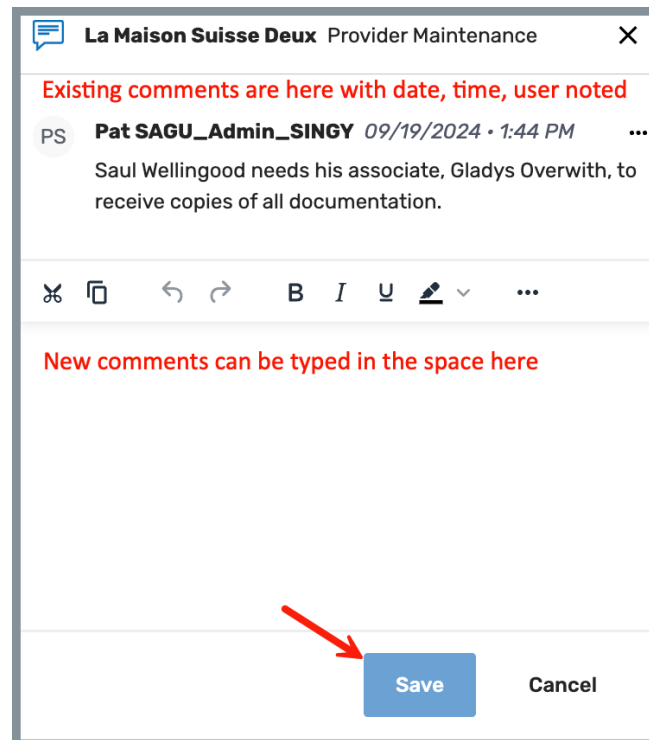 La Maison Suisse Deux Provider Maintenance
Existing comments are here with date, time, user noted
PS Pat SAGU_Admin_SINGY 09/19/2024 • 1:44 PM
Saul Wellingood needs his associate, Gladys Overwith, to
receive copies of all documentation.
B I U
New comments can be typed in the space here
Save Cancel